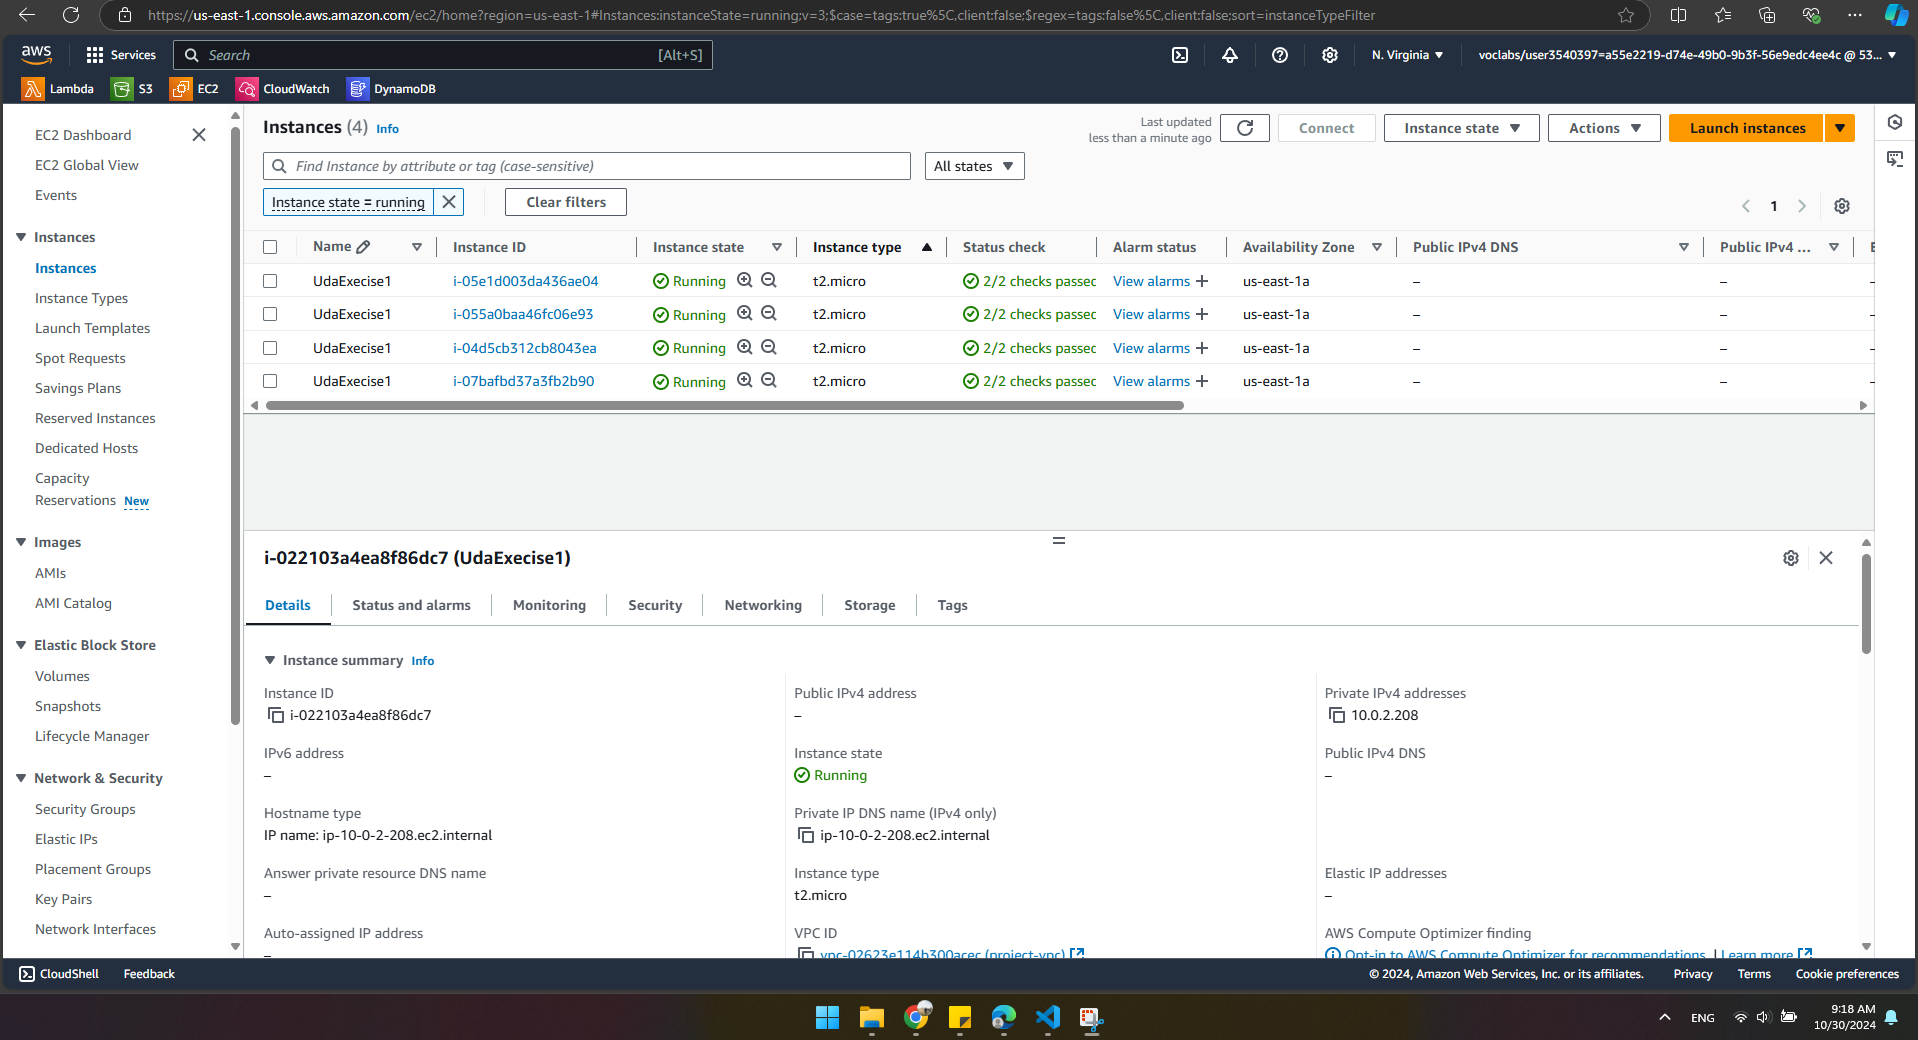 https://us-east-1.console.aws.amazon.com/ec2/home?region=us-east-1#Instances:instanceState=running;v=3;$case=tags:true%5C,client:false;$regex=tags:false%5C,client:false;sort=instanceTypeFilter
aws Services Search [Alt+S] N. Virginia voclabs/user3540397=a55e2219-d74e-49b0-9b3f-56e9edc4ee4c @ 53...
Lambda S3 EC2 CloudWatch DynamoDB
EC2 Dashboard
EC2 Global View
Events
Instances
Instances
Instance Types
Launch Templates
Spot Requests
Savings Plans
Reserved Instances
Dedicated Hosts
Capacity
Reservations New
Images
AMIs
AMI Catalog
Elastic Block Store
Volumes
Snapshots
Lifecycle Manager
Network & Security
Security Groups
Elastic IPs
Placement Groups
Key Pairs
Network Interfaces
Instances (4) Info
Last updated
less than a minute ago
Connect Instance state Actions Launch instances
Find Instance by attribute or tag (case-sensitive) All states
Instance state = running Clear filters
1
Name Instance ID Instance state Instance type Status check Alarm status Availability Zone Public IPv4 DNS Public IPv4 ...
UdaExecise1 i-05e1d003da436ae04 Running t2.micro 2/2 checks passec View alarms + us-east-1a – –
UdaExecise1 i-055a0baa46fc06e93 Running t2.micro 2/2 checks passec View alarms + us-east-1a – –
UdaExecise1 i-04d5cb312cb8043ea Running t2.micro 2/2 checks passec View alarms + us-east-1a – –
UdaExecise1 i-07bafbd37a3fb2b90 Running t2.micro 2/2 checks passec View alarms + us-east-1a – –
i-022103a4ea8f86dc7 (UdaExecise1)
Details Status and alarms Monitoring Security Networking Storage Tags
Instance summary Info
Instance ID
i-022103a4ea8f86dc7
Public IPv4 address
–
Private IPv4 addresses
10.0.2.208
IPv6 address
–
Instance state
Running
Public IPv4 DNS
–
Hostname type
IP name: ip-10-0-2-208.ec2.internal
Private IP DNS name (IPv4 only)
ip-10-0-2-208.ec2.internal
Answer private resource DNS name
–
Instance type
t2.micro
Elastic IP addresses
–
Auto-assigned IP address
–
VPC ID
vpc-02623e114b300acec (project-vpc)
AWS Compute Optimizer finding
Opt-in to AWS Compute Optimizer for recommendations. | Learn more
CloudShell Feedback © 2024, Amazon Web Services, Inc. or its affiliates. Privacy Terms Cookie preferences
ENG
9:18 AM
10/30/2024